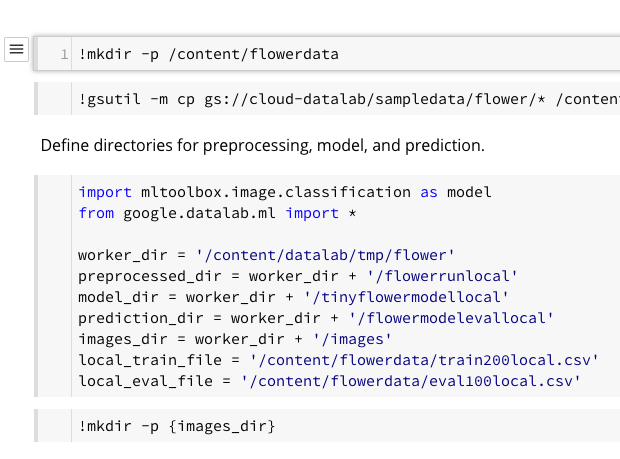 1 !mkdir -p /content/flowerdata
!gsutil -m cp gs://cloud-datalab/sampledata/flower/* /conten
Define directories for preprocessing, model, and prediction.
import mltoolbox.image.classification as model
from google.datalab.ml import *
worker_dir = '/content/datalab/tmp/flower'
preprocessed_dir = worker_dir + '/flowerrunlocal'
model_dir = worker_dir + '/tinyflowermodellocal'
prediction_dir = worker_dir + '/flowermodelevallocal'
images_dir = worker_dir + '/images'
local_train_file = '/content/flowerdata/train200local.csv'
local_eval_file = '/content/flowerdata/eval100local.csv'
!mkdir -p {images_dir}